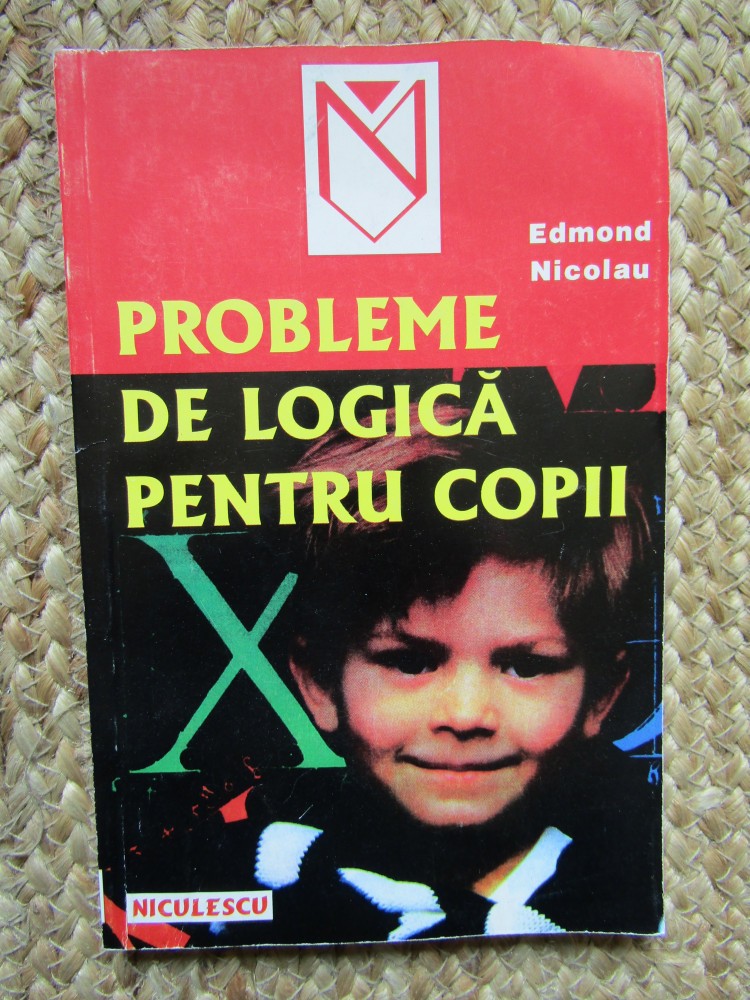 Edmond
Nicolau
PROBLEME
DE LOGICĂ
PENTRU COPII
X
NICULESCU